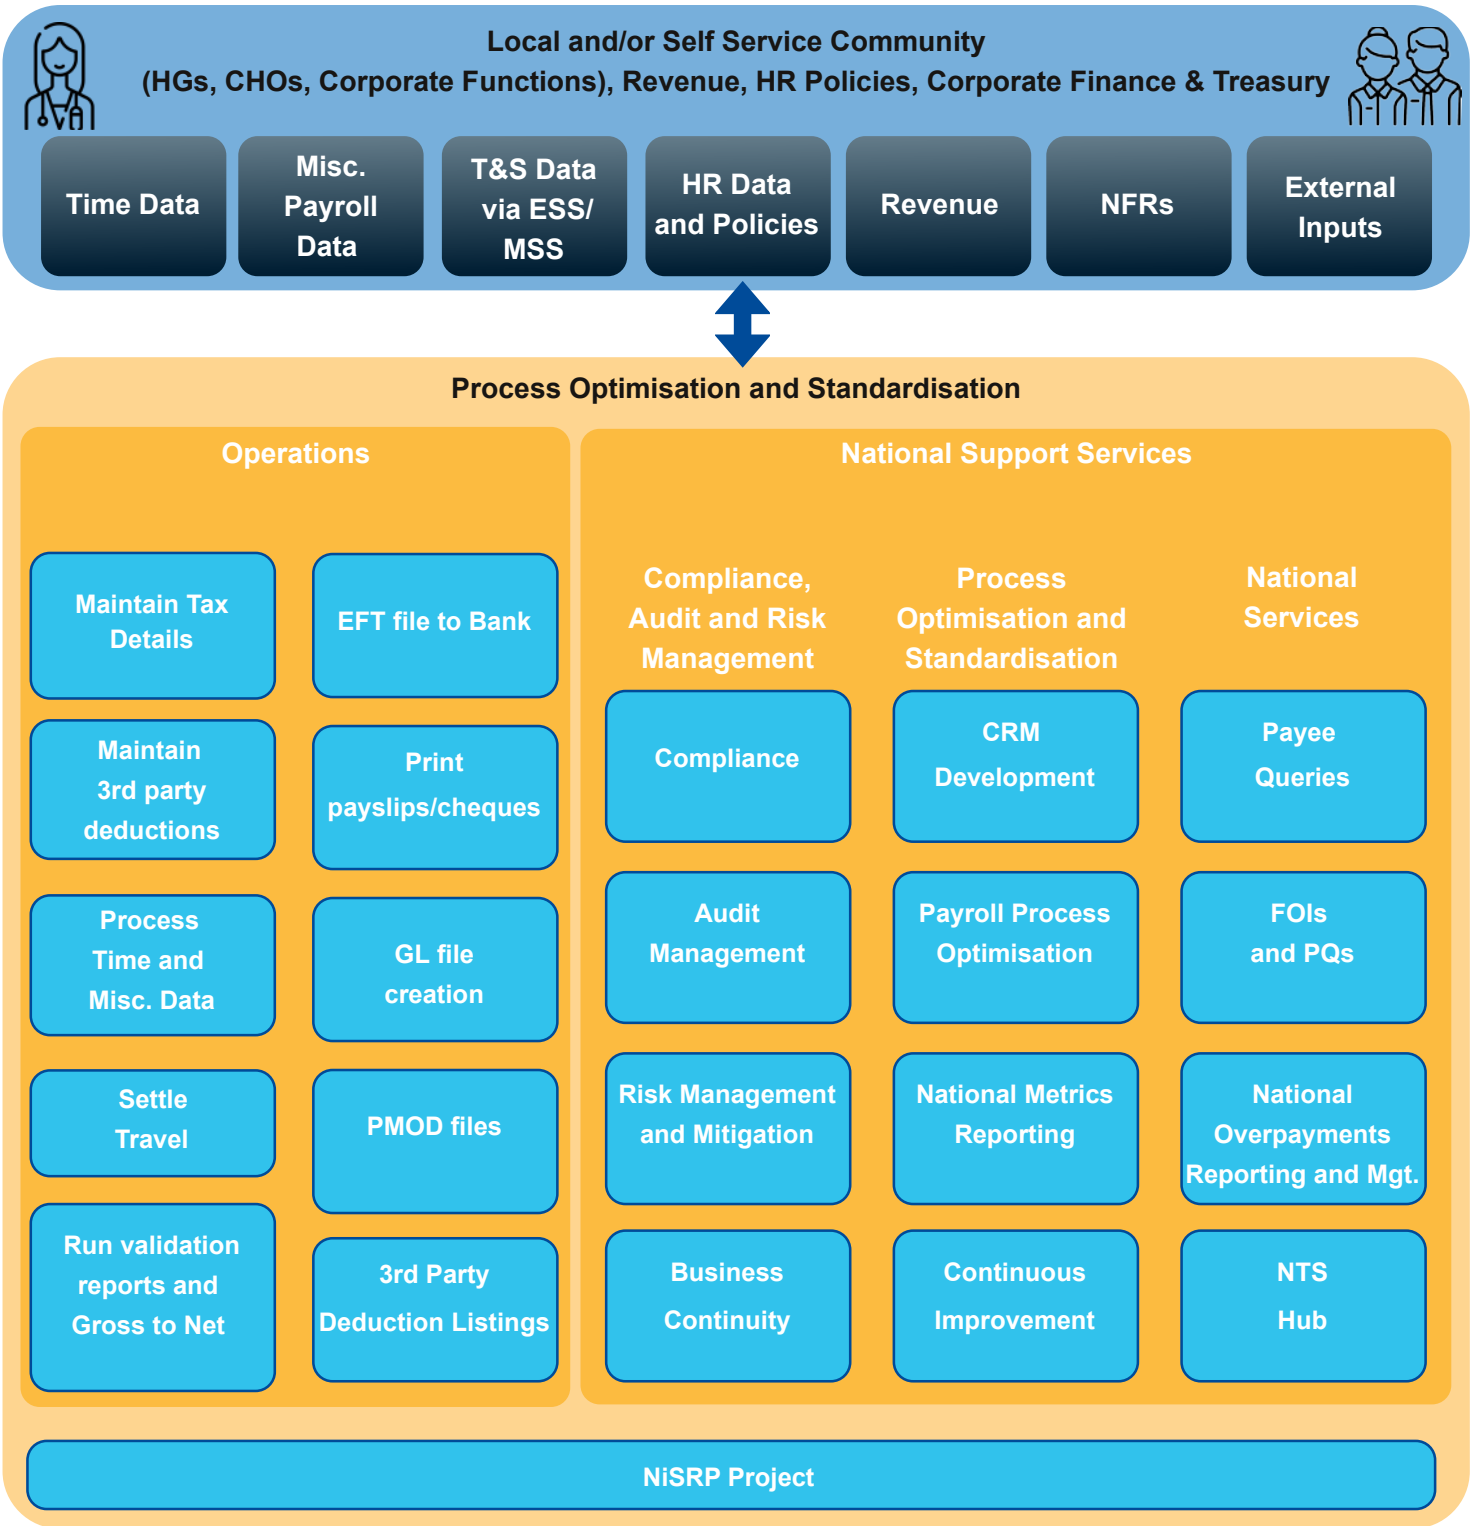 Local and/or Self Service Community
(HGs, CHOs, Corporate Functions), Revenue, HR Policies, Corporate Finance & Treasury
Time Data
Misc.
Payroll
Data
T&S Data
via ESS/
MSS
HR Data
and Policies
Revenue
NFRs
External
Inputs
Process Optimisation and Standardisation
Operations
Maintain Tax
Details
EFT file to Bank
Maintain
3rd party
deductions
Print
payslips/cheques
Process
Time and
Misc. Data
GL file
creation
Settle
Travel
PMOD files
Run validation
reports and
Gross to Net
3rd Party
Deduction Listings
National Support Services
Compliance,
Audit and Risk
Management
Compliance
Audit
Management
Risk Management
and Mitigation
Business
Continuity
Process
Optimisation and
Standardisation
CRM
Development
Payroll Process
Optimisation
National Metrics
Reporting
Continuous
Improvement
National
Services
Payee
Queries
FOIs
and PQs
National
Overpayments
Reporting and Mgt.
NTS
Hub
NiSRP Project